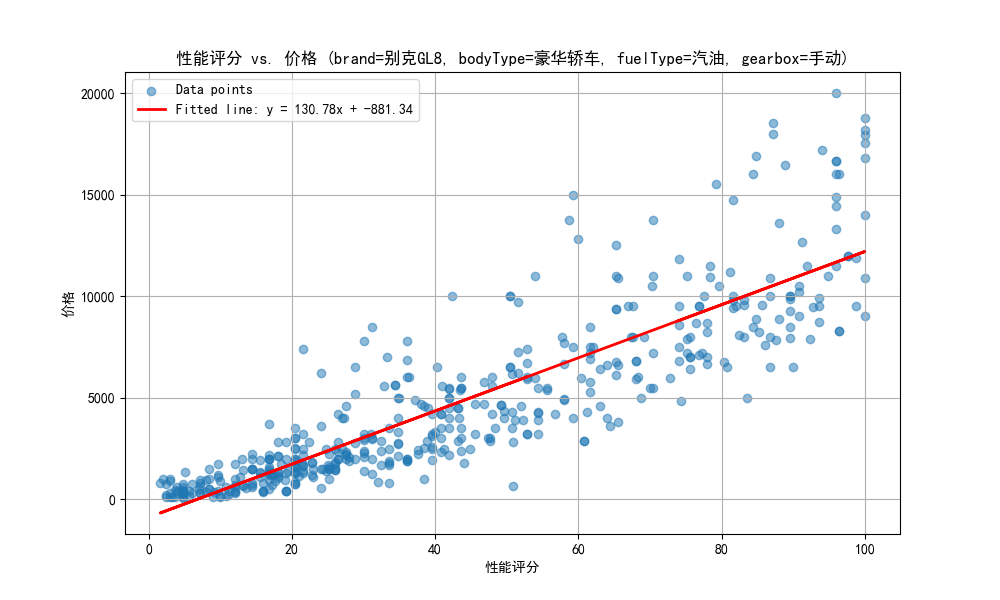 性能评分 vs. 价格 (brand=别克GL8, bodyType=豪华轿车, fuelType=汽油, gearbox=手动)
Data points
Fitted line: y = 130.78x + -881.34
20000
15000
10000
5000
0
价格
0 20 40 60 80 100
性能评分